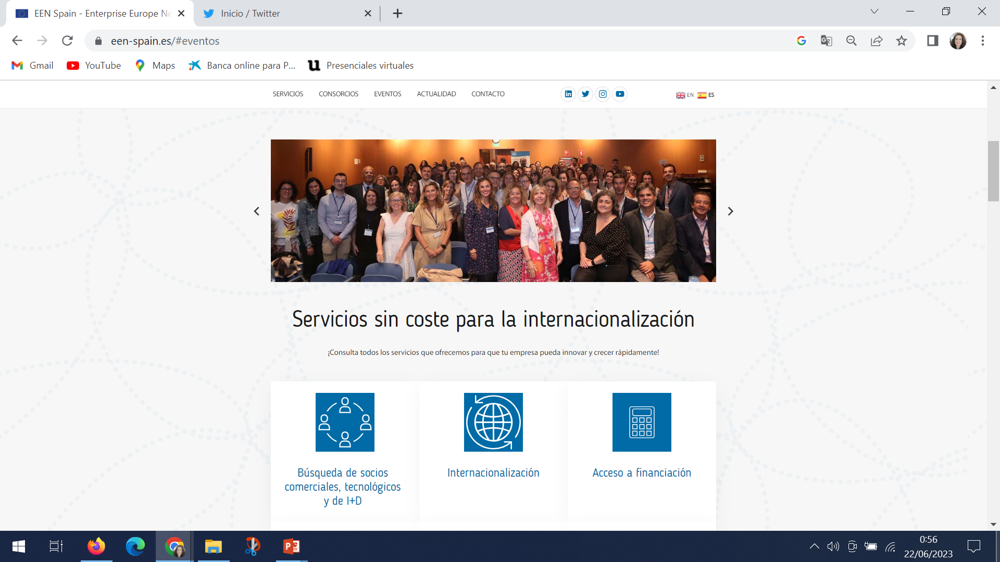 EEN Spain - Enterprise Europe Ne
Inicio / Twitter
een-spain.es/#eventos
Gmail
YouTube
Maps
Banca online para P...
Presenciales virtuales
SERVICIOS
CONSORCIOS
EVENTOS
ACTUALIDAD
CONTACTO
EN
ES
Servicios sin coste para la internacionalización
¡Consulta todos los servicios que ofrecemos para que tu empresa pueda innovar y crecer rápidamente!
Búsqueda de socios
comerciales, tecnológicos
y de I+D
Internacionalización
Acceso a financiación
0:56
22/06/2023